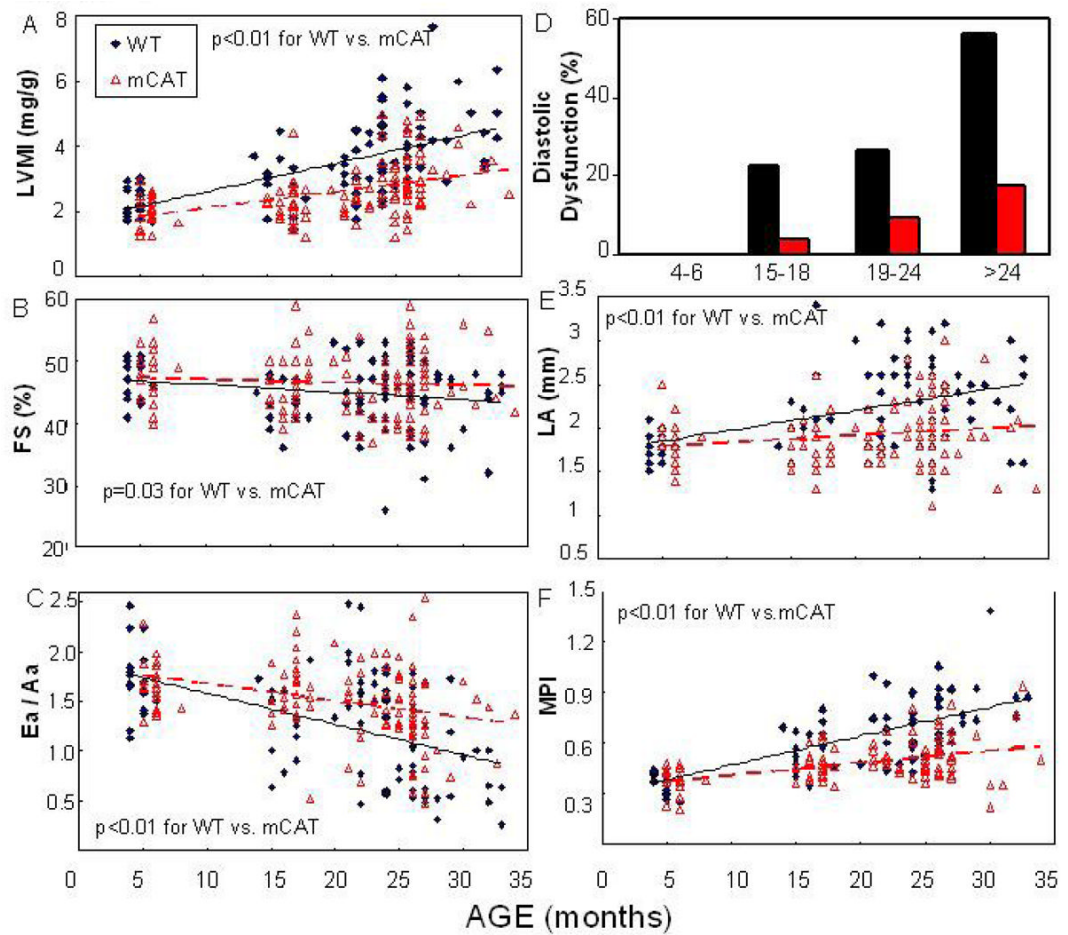 A
8
6
4
2
0
LVMI (mg/g)
WT
mCAT
p<0.01 for WT vs. mCAT
B
60
50
40
20
FS (%)
p=0.03 for WT vs. mCAT
C
2.5
2.0
1.5
1.0
0.5
Ea / Aa
p<0.01 for WT vs. mCAT
0 5 10 15 20 25 30 35
D
60
40
20
0
Diastolic
Dysfunction (%)
4-6 15-18 19-24 >24
E
3.5
3
2.5
2
1.5
1
0.5
LA (mm)
p<0.01 for WT vs. mCAT
F
1.5
1.2
0.9
0.6
0.3
MPI
p<0.01 for WT vs.mCAT
0 5 10 15 20 25 30 35
AGE (months)